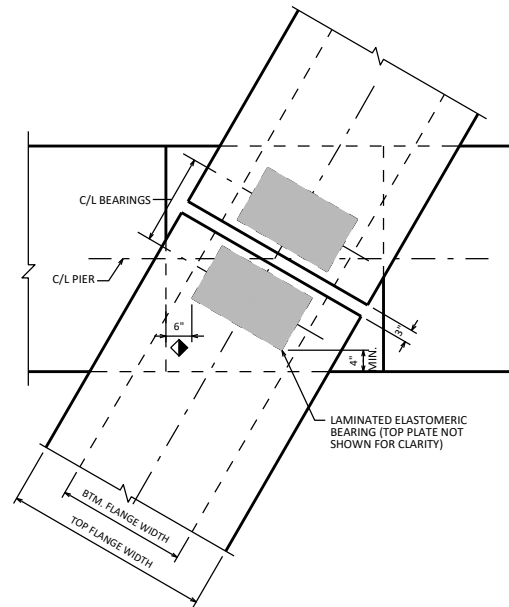 C/L BEARINGS
C/L PIER
6"
3"
4"
MIN.
LAMINATED ELASTOMERIC
BEARING (TOP PLATE NOT
SHOWN FOR CLARITY)
BTM. FLANGE WIDTH
TOP FLANGE WIDTH